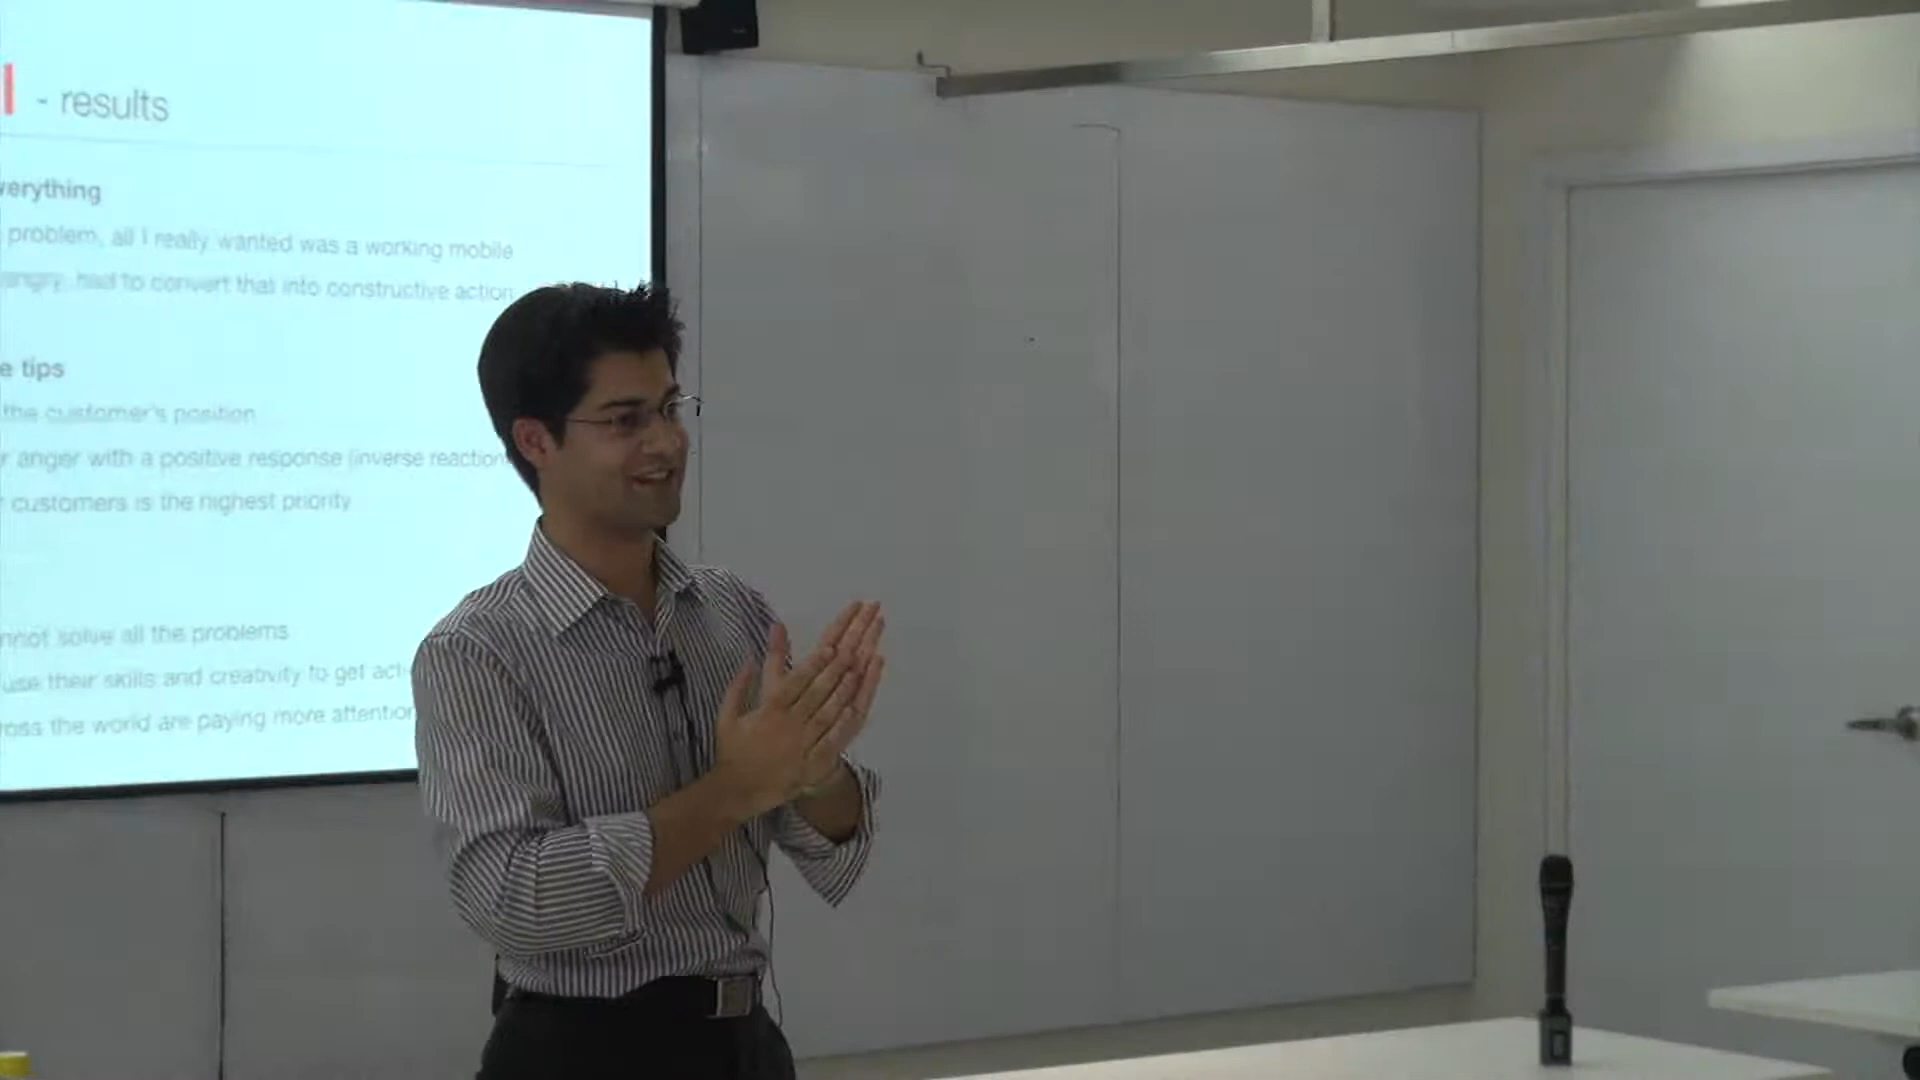 - results
verything
problem, all I really wanted was a working mobile
angry, had to convert that into constructive action
e tips
the customer's position
r anger with a positive response (inverse reaction
customers is the highest priority
nnot solve all the problems
use their skills and creativity to get acti
ross the world are paying more attention